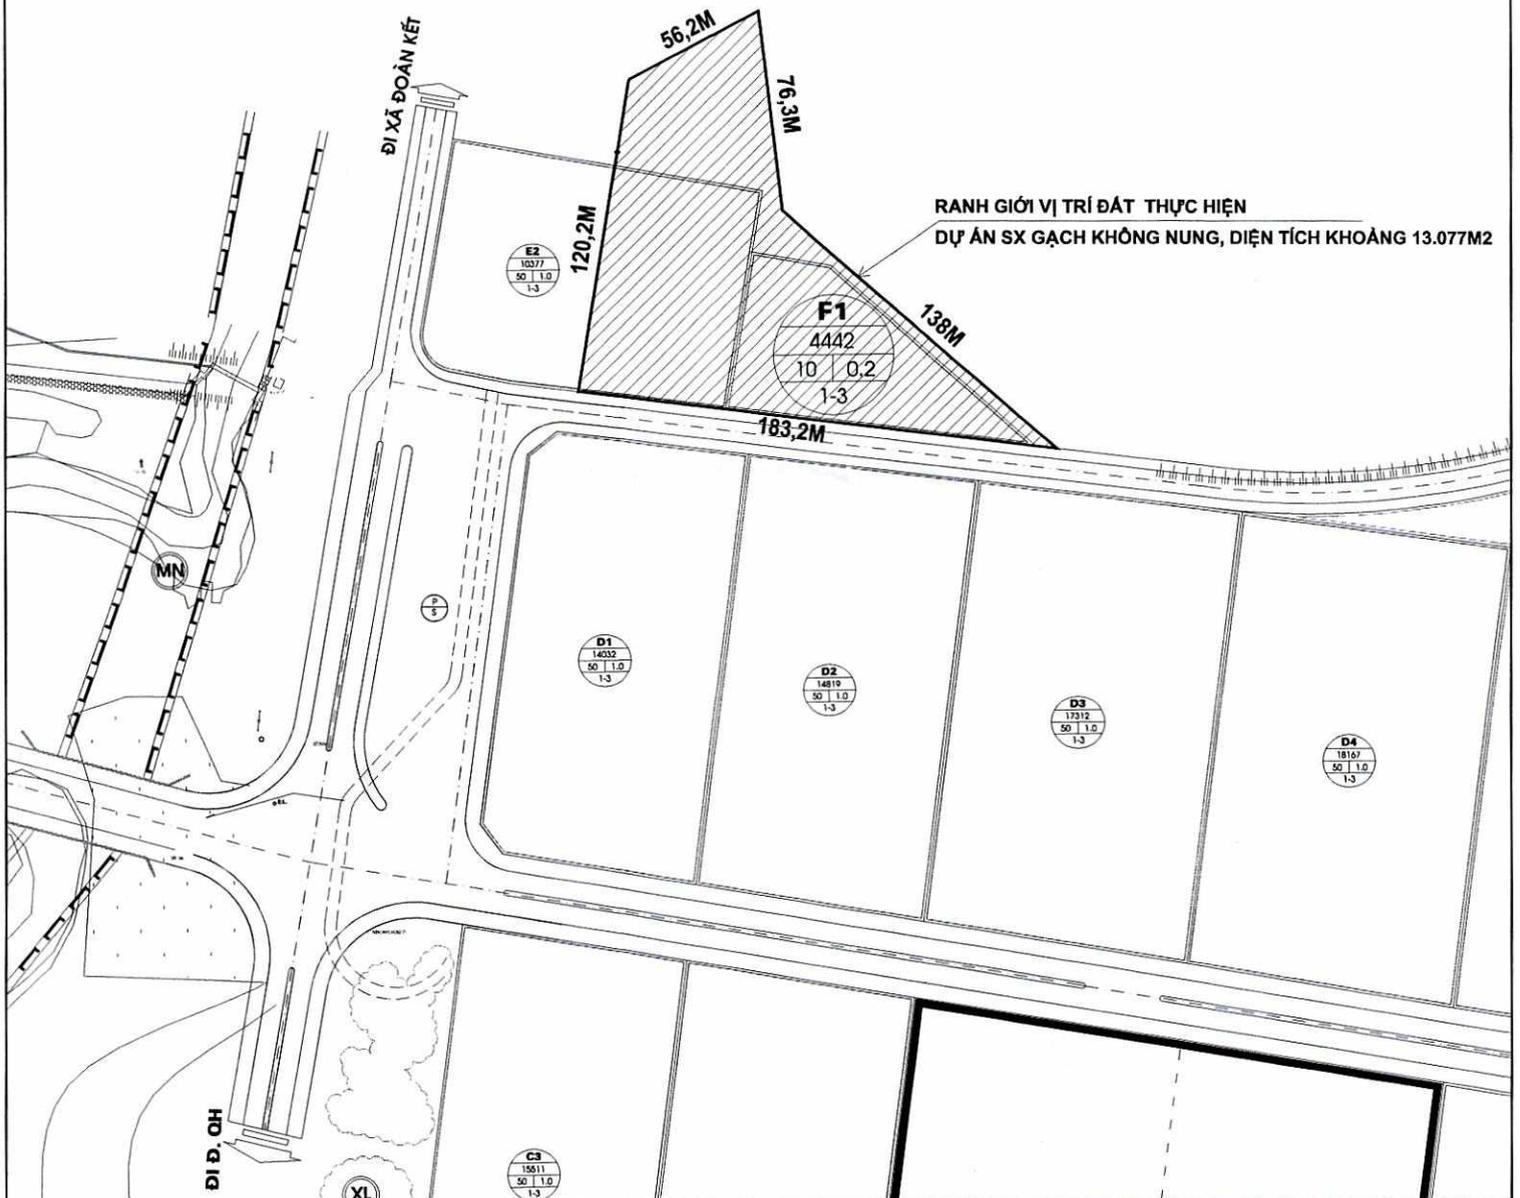 56,2M
ĐI XÃ ĐOÀN KẾT
76,3M
RANH GIỚI VỊ TRÍ ĐẤT THỰC HIỆN
DỰ ÁN SX GẠCH KHÔNG NUNG, DIỆN TÍCH KHOẢNG 13.077M2
120,2M
E2
10377
50 1.0
1-3
F1
4442
10 0,2
1-3
138M
183,2M
MN
P
S
D1
14032
50 1.0
1-3
D2
14819
50 1.0
1-3
D3
17312
50 1.0
1-3
D4
18167
50 1.0
1-3
ĐI Đ. QH
C3
15511
50 1.0
1-3
XL